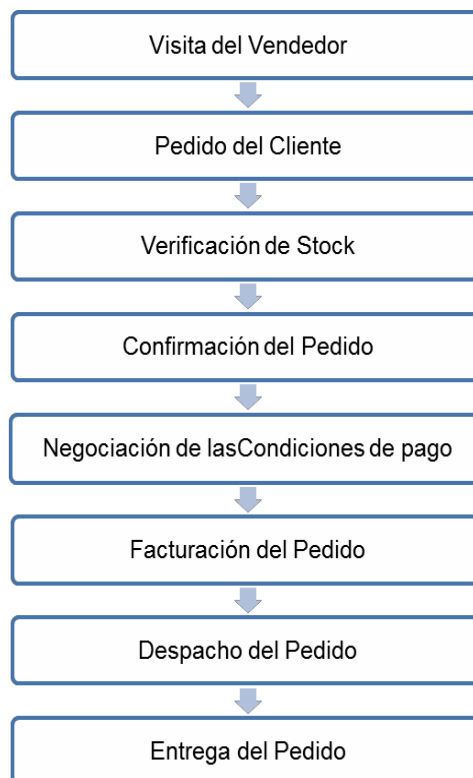 Visita del Vendedor
Pedido del Cliente
Verificación de Stock
Confirmación del Pedido
Negociación de lasCondiciones de pago
Facturación del Pedido
Despacho del Pedido
Entrega del Pedido